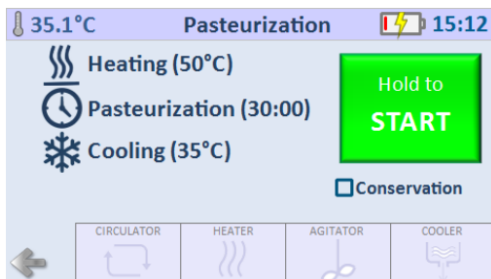 35.1°C Pasteurization 15:12
Heating (50°C)
Pasteurization (30:00)
Cooling (35°C)
Hold to
START
Conservation
CIRCULATOR HEATER AGITATOR COOLER